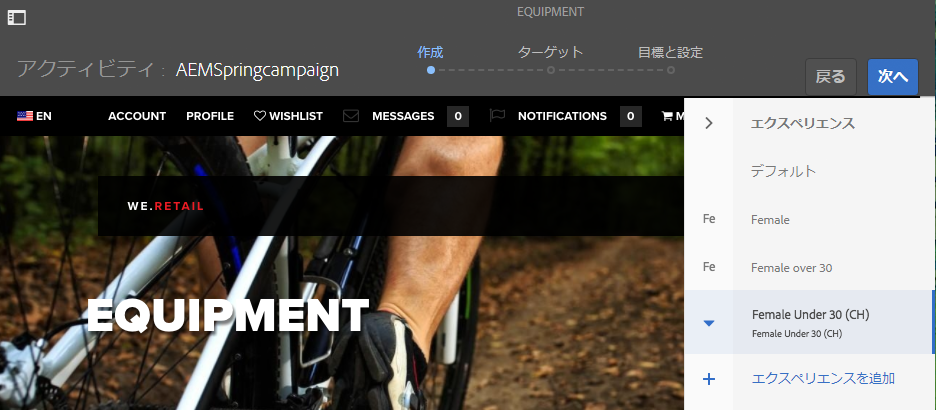 EQUIPMENT
アクティビティ : AEMSpringcampaign
作成 ターゲット 目標と設定
戻る 次へ
EN ACCOUNT PROFILE WISHLIST MESSAGES 0 NOTIFICATIONS 0 M
エクスペリエンス
デフォルト
WE.RETAIL
Fe Female
Fe Female over 30
EQUIPMENT
Female Under 30 (CH)
Female Under 30 (CH)
エクスペリエンスを追加